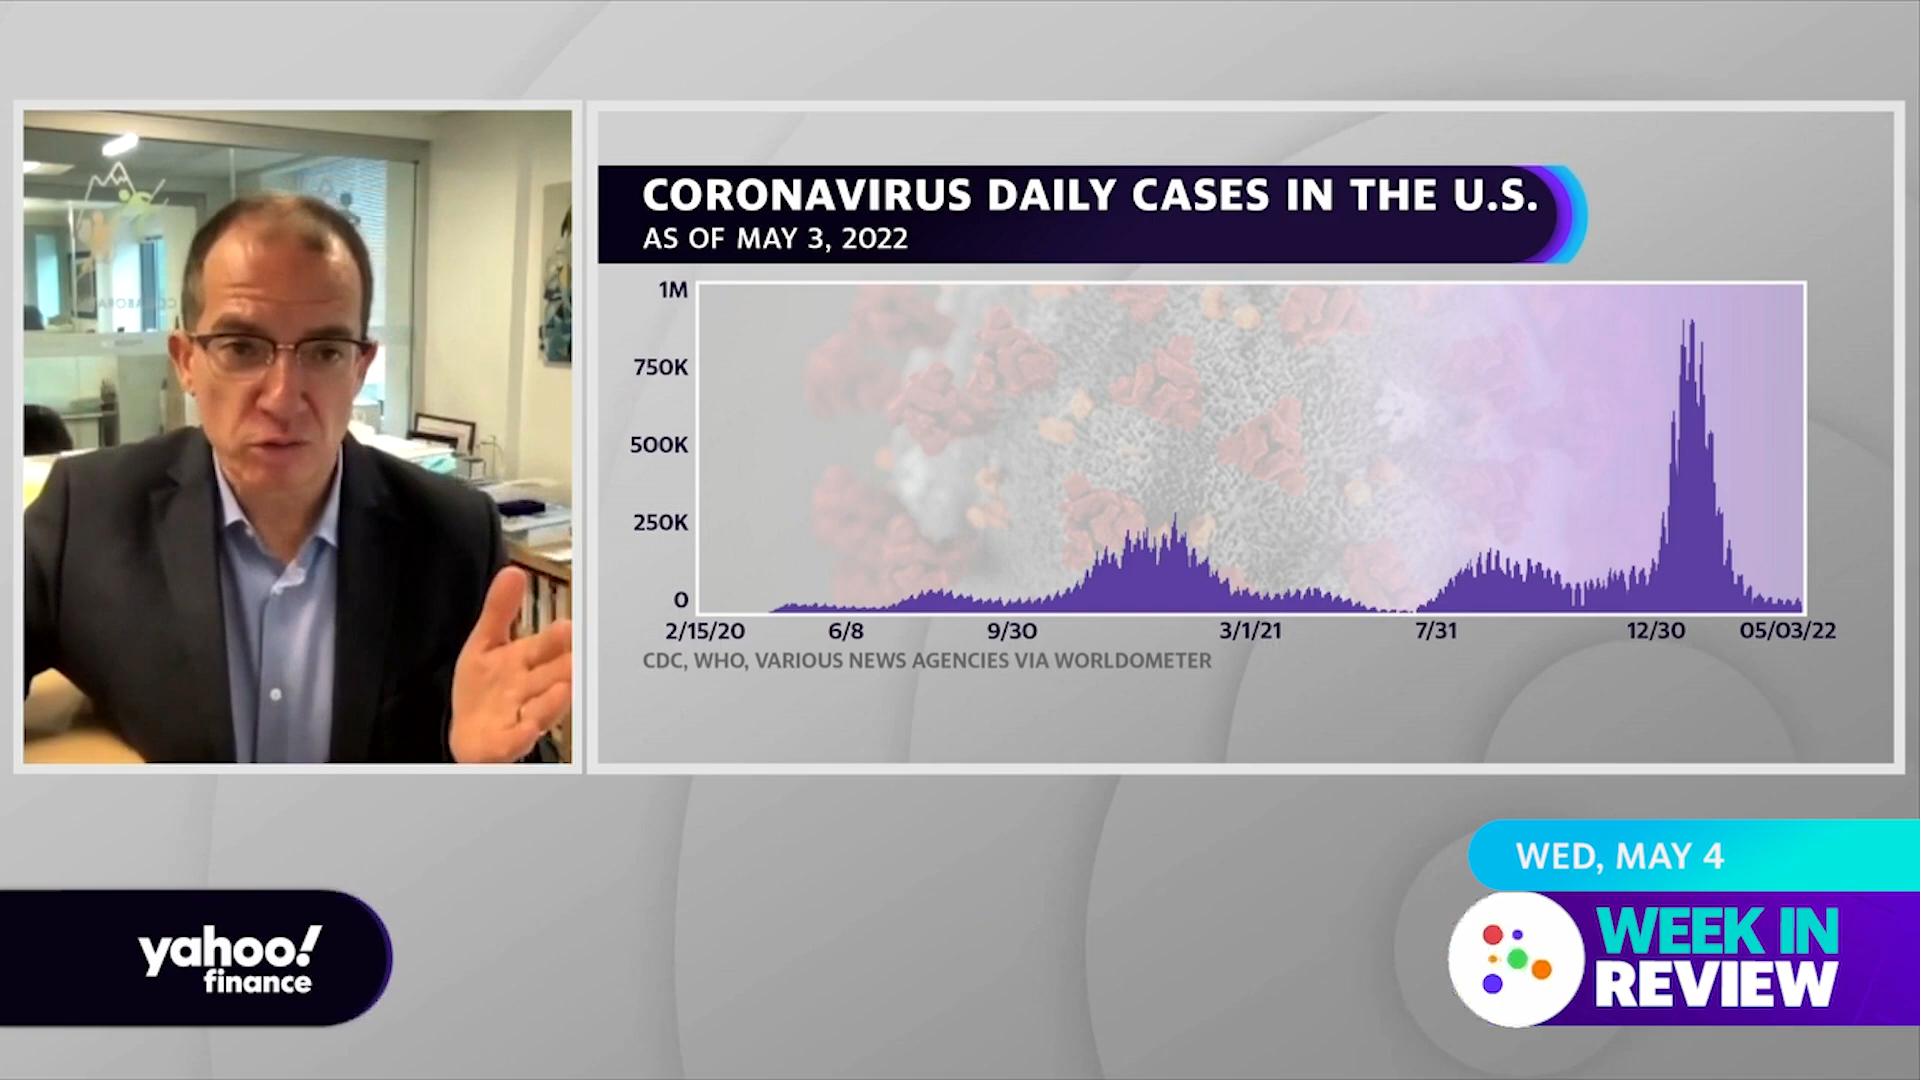 CORONAVIRUS DAILY CASES IN THE U.S.
AS OF MAY 3, 2022
1M
750K
500K
250K
0
2/15/20 6/8 9/30 3/1/21 7/31 12/30 05/03/22
CDC, WHO, VARIOUS NEWS AGENCIES VIA WORLDOMETER
WED, MAY 4
WEEK IN
REVIEW
yahoo!
finance